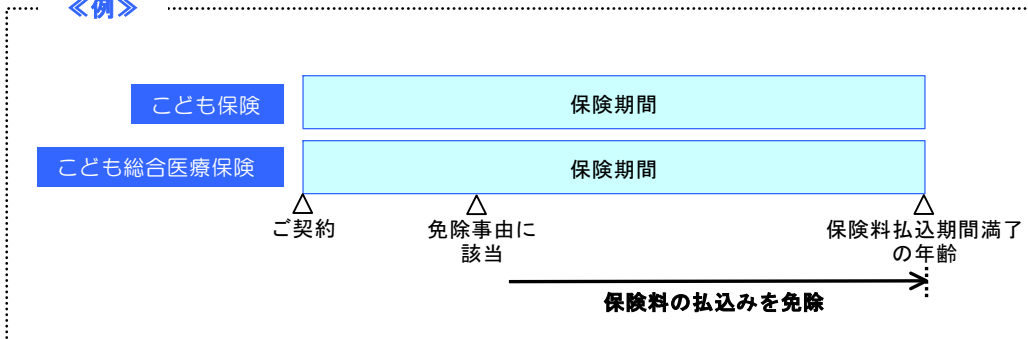 ≪例≫
こども保険
保険期間
こども総合医療保険
保険期間
△
△
△
ご契約
免除事由に
該当
保険料払込期間満了
の年齢
保険料の払込みを免除